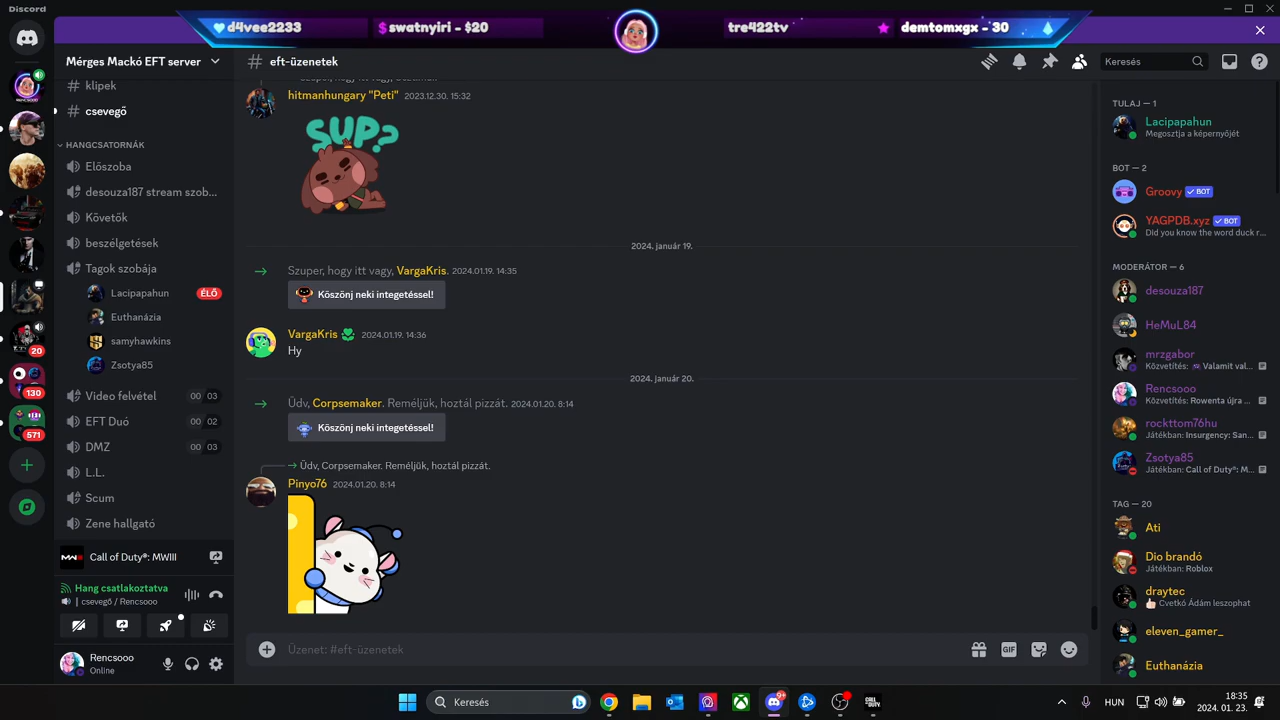 Discord
d4vee2233
$ swatnyiri - $20
tre422tv
demtomxgx - 30
Mérges Mackó EFT server
# eft-üzenetek
Keresés
# klipek
# csevegő
HANGCSATORNÁK
Előszoba
desouza187 stream szob...
Követők
beszélgetések
Tagok szobája
Lacipapahun
ÉLŐ
Euthanázia
samyhawkins
Zsotya85
Video felvétel 00 03
EFT Duó 00 02
DMZ 00 03
L.L.
Scum
Zene hallgató
20
130
571
Call of Duty®: MWIII
Hang csatlakoztatva
csevegő / Rencsooo
Rencsooo
Online
hitmanhungary "Peti" 2023.12.30. 15:32
SUP?
2024. január 19.
Szuper, hogy itt vagy, VargaKris. 2024.01.19. 14:35
Köszönj neki integetéssel!
VargaKris 2024.01.19. 14:36
Hy
2024. január 20.
Üdv, Corpsemaker. Reméljük, hoztál pizzát. 2024.01.20. 8:14
Köszönj neki integetéssel!
Üdv, Corpsemaker. Reméljük, hoztál pizzát.
Pinyo76 2024.01.20. 8:14
Üzenet: #eft-üzenetek
GIF
TULAJ — 1
Lacipapahun
Megosztja a képernyőjét
BOT — 2
Groovy BOT
YAGPDB.xyz BOT
Did you know the word duck r...
MODERÁTOR — 6
desouza187
HeMuL84
mrzgabor
Közvetítés: Valamit val...
Rencsooo
Közvetítés: Rowenta újra ...
rockttom76hu
Játékban: Insurgency: San...
Zsotya85
Játékban: Call of Duty®: M...
TAG — 20
Ati
Dio brandó
Játékban: Roblox
draytec
Cvetkó Ádám leszophat
eleven_gamer_
Euthanázia
Keresés
9+
HUN
18:35
2024. 01. 23.